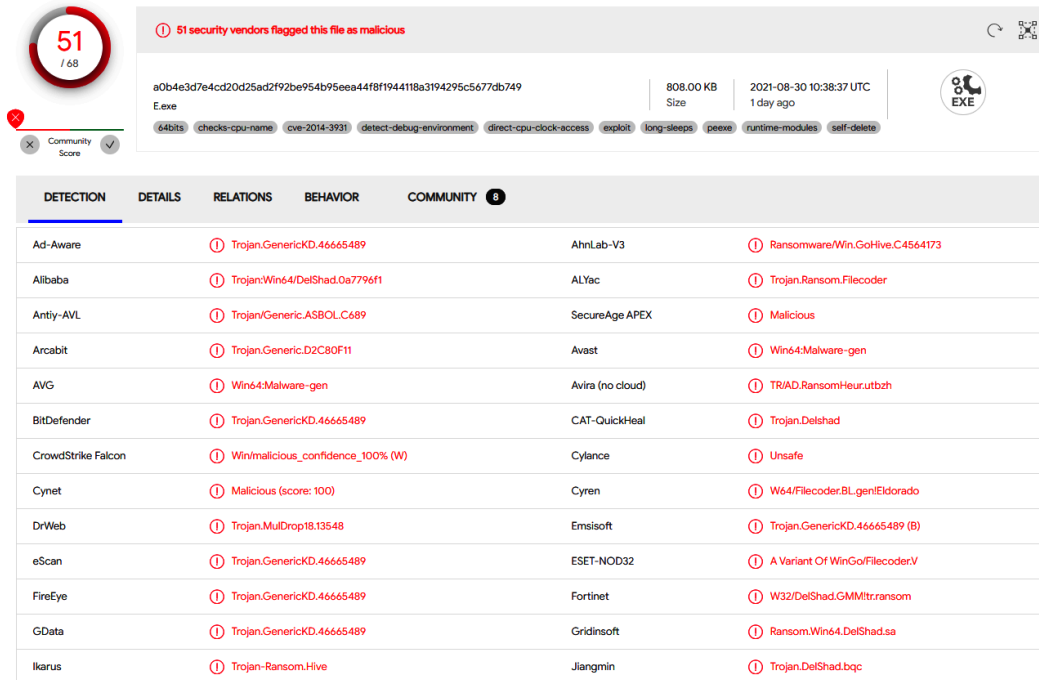 51
/ 68
Community
Score
51 security vendors flagged this file as malicious
a0b4e3d7e4cd20d25ad2f92be954b95eea44f8f1944118a3194295c5677db749
E.exe
808.00 KB
Size
2021-08-30 10:38:37 UTC
1 day ago
EXE
64bits checks-cpu-name cve-2014-3931 detect-debug-environment direct-cpu-clock-access exploit long-sleeps peexe runtime-modules self-delete
DETECTION DETAILS RELATIONS BEHAVIOR COMMUNITY 8
Ad-Aware Trojan.GenericKD.46665489 AhnLab-V3 Ransomware/Win.GoHive.C4564173
Alibaba Trojan:Win64/DelShad.0a7796f1 ALYac Trojan.Ransom.Filecoder
Antiy-AVL Trojan/Generic.ASBOL.C689 SecureAge APEX Malicious
Arcabit Trojan.Generic.D2C80F11 Avast Win64:Malware-gen
AVG Win64:Malware-gen Avira (no cloud) TR/AD.RansomHeur.utbzh
BitDefender Trojan.GenericKD.46665489 CAT-QuickHeal Trojan.Delshad
CrowdStrike Falcon Win/malicious_confidence_100% (W) Cylance Unsafe
Cynet Malicious (score: 100) Cyren W64/Filecoder.BL.gen!Eldorado
DrWeb Trojan.MulDrop18.13548 Emsisoft Trojan.GenericKD.46665489 (B)
eScan Trojan.GenericKD.46665489 ESET-NOD32 A Variant Of WinGo/Filecoder.V
FireEye Trojan.GenericKD.46665489 Fortinet W32/DelShad.GMM!tr.ransom
GData Trojan.GenericKD.46665489 Gridinsoft Ransom.Win64.DelShad.sa
Ikarus Trojan-Ransom.Hive Jiangmin Trojan.DelShad.bqc